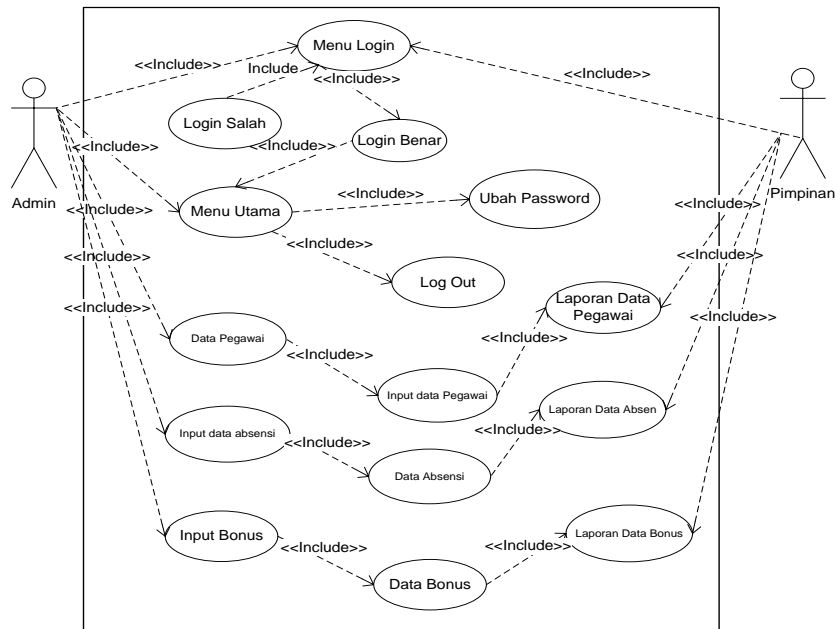 Menu Login
<<Include>>
Include
<<Include>>
<<Include>>
Login Salah
Login Benar
<<Include>>
<<Include>>
Admin
Pimpinan
<<Include>>
Ubah Password
Menu Utama
<<Include>>
<<Include>>
<<Include>>
<<Include>>
<<Include>>
Log Out
Laporan Data
Pegawai
<<Include>>
<<Include>>
<<Include>>
Data Pegawai
<<Include>>
<<Include>>
Input data Pegawai
Laporan Data Absen
Input data absensi
<<Include>>
<<Include>>
Data Absensi
Input Bonus
Laporan Data Bonus
<<Include>>
<<Include>>
Data Bonus